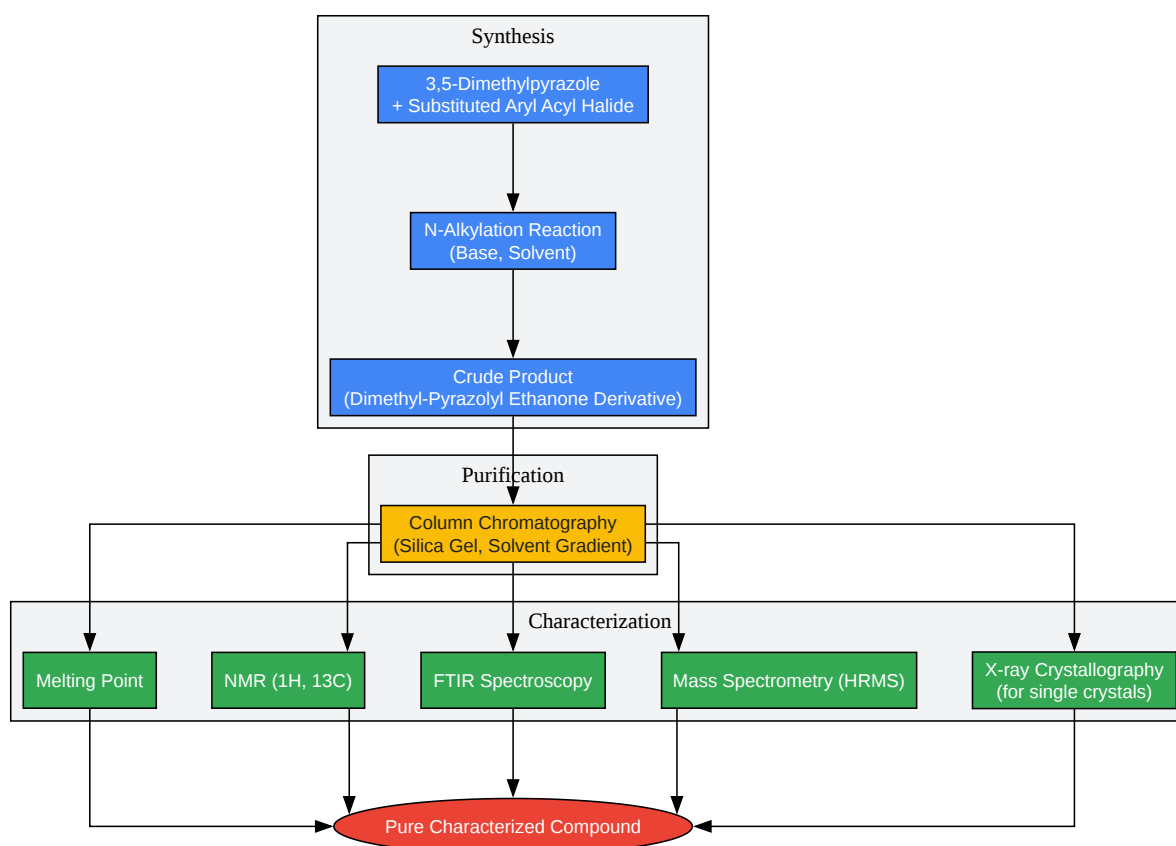 Synthesis
3,5-Dimethylpyrazole
+ Substituted Aryl Acyl Halide
N-Alkylation Reaction
(Base, Solvent)
Crude Product
(Dimethyl-Pyrazolyl Ethanone Derivative)
Purification
Column Chromatography
(Silica Gel, Solvent Gradient)
Characterization
Melting Point
NMR (1H, 13C)
FTIR Spectroscopy
Mass Spectrometry (HRMS)
X-ray Crystallography
(for single crystals)
Pure Characterized Compound